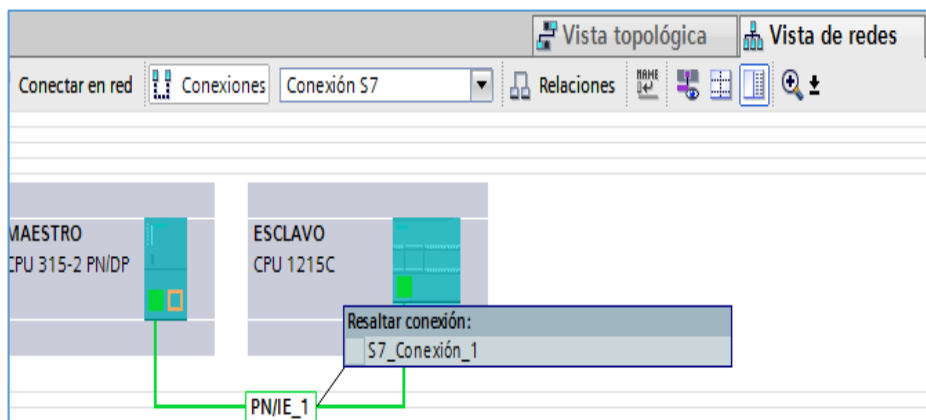 Vista topológica
Vista de redes
Conectar en red
Conexiones
Conexión S7
Relaciones
NAME
MAESTRO
CPU 315-2 PN/DP
ESCLAVO
CPU 1215C
Resaltar conexión:
S7_Conexión_1
PN/IE_1